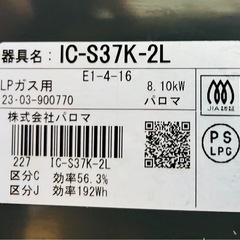 器具名： IC-S37K-2L
E1-4-16
LPガス用 8.10kW
23･03-900770 パロマ
JIA認証
株式会社パロマ
PS
LPG
227 IC-S37K-2L
区分C 効率56.3%
区分J 効率192Wh